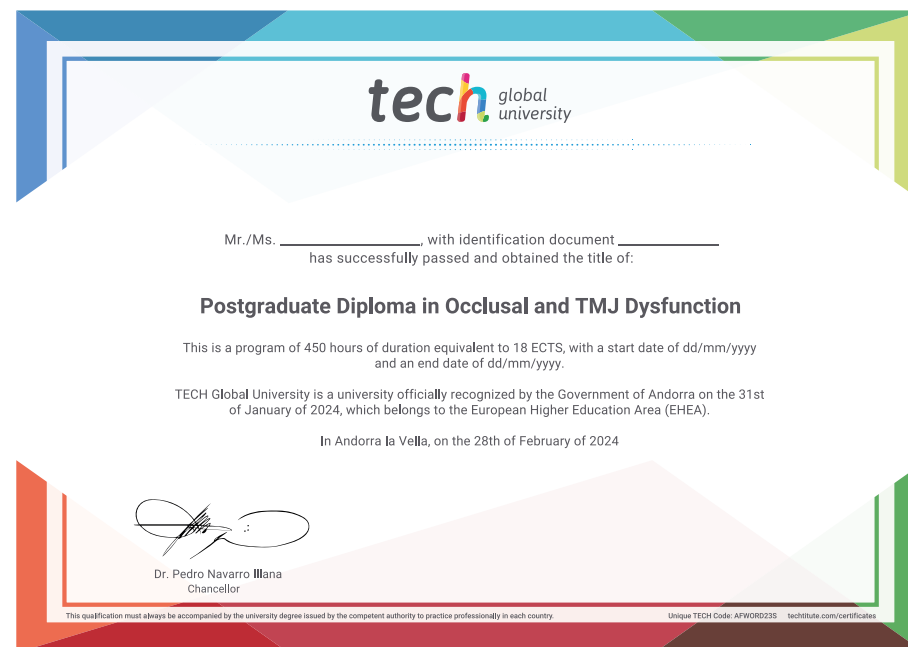 tech global university
Mr./Ms. ____________________, with identification document ______________
has successfully passed and obtained the title of:
Postgraduate Diploma in Occlusal and TMJ Dysfunction
This is a program of 450 hours of duration equivalent to 18 ECTS, with a start date of dd/mm/yyyy
and an end date of dd/mm/yyyy.
TECH Global University is a university officially recognized by the Government of Andorra on the 31st
of January of 2024, which belongs to the European Higher Education Area (EHEA).
In Andorra la Vella, on the 28th of February of 2024
Dr. Pedro Navarro Illana
Chancellor
This qualification must always be accompanied by the university degree issued by the competent authority to practice professionally in each country.
Unique TECH Code: AFWORD23S techtitute.com/certificates